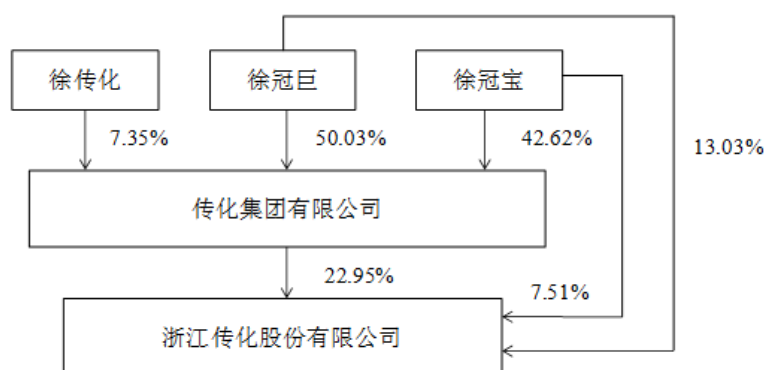 徐传化
徐冠巨
徐冠宝
7.35%
50.03%
42.62%
13.03%
传化集团有限公司
22.95%
7.51%
浙江传化股份有限公司